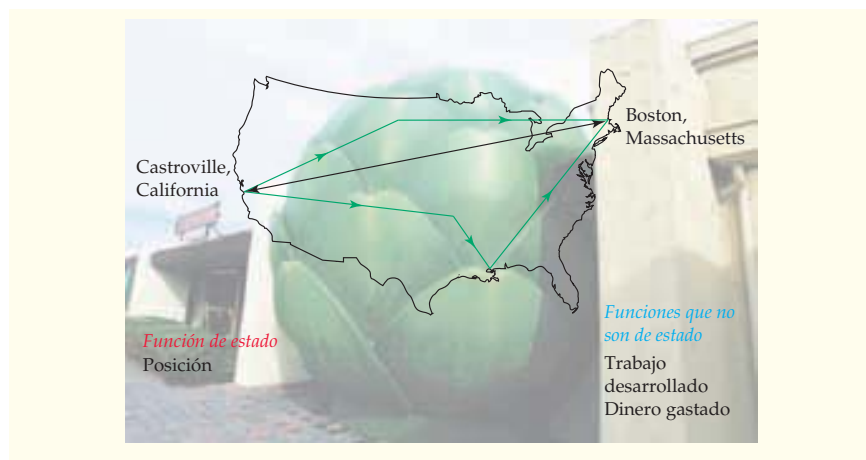 Boston,
Massachusetts
Castroville,
California
Función de estado
Posición
Funciones que no
son de estado
Trabajo
desarrollado
Dinero gastado